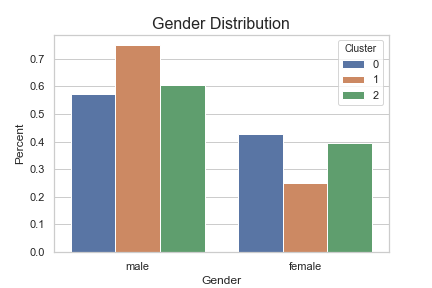 Gender Distribution
Cluster
0
1
2
0.7
0.6
0.5
0.4
0.3
0.2
0.1
0.0
Percent
male female
Gender